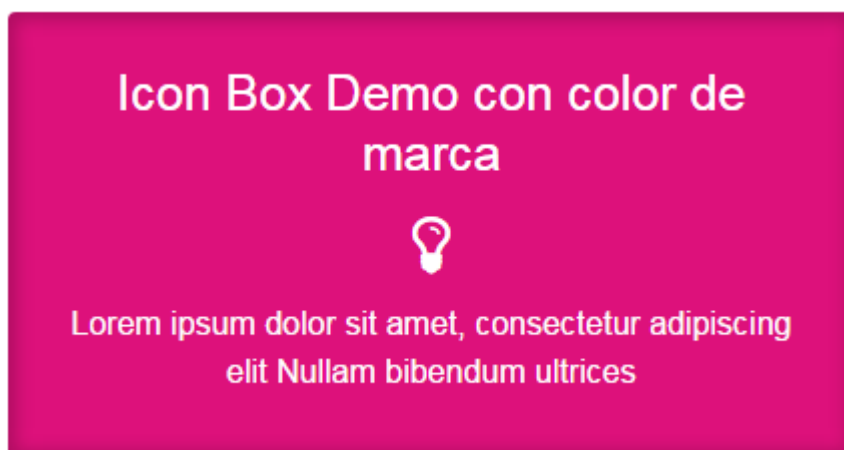 Icon Box Demo con color de
marca
Lorem ipsum dolor sit amet, consectetur adipiscing
elit Nullam bibendum ultrices